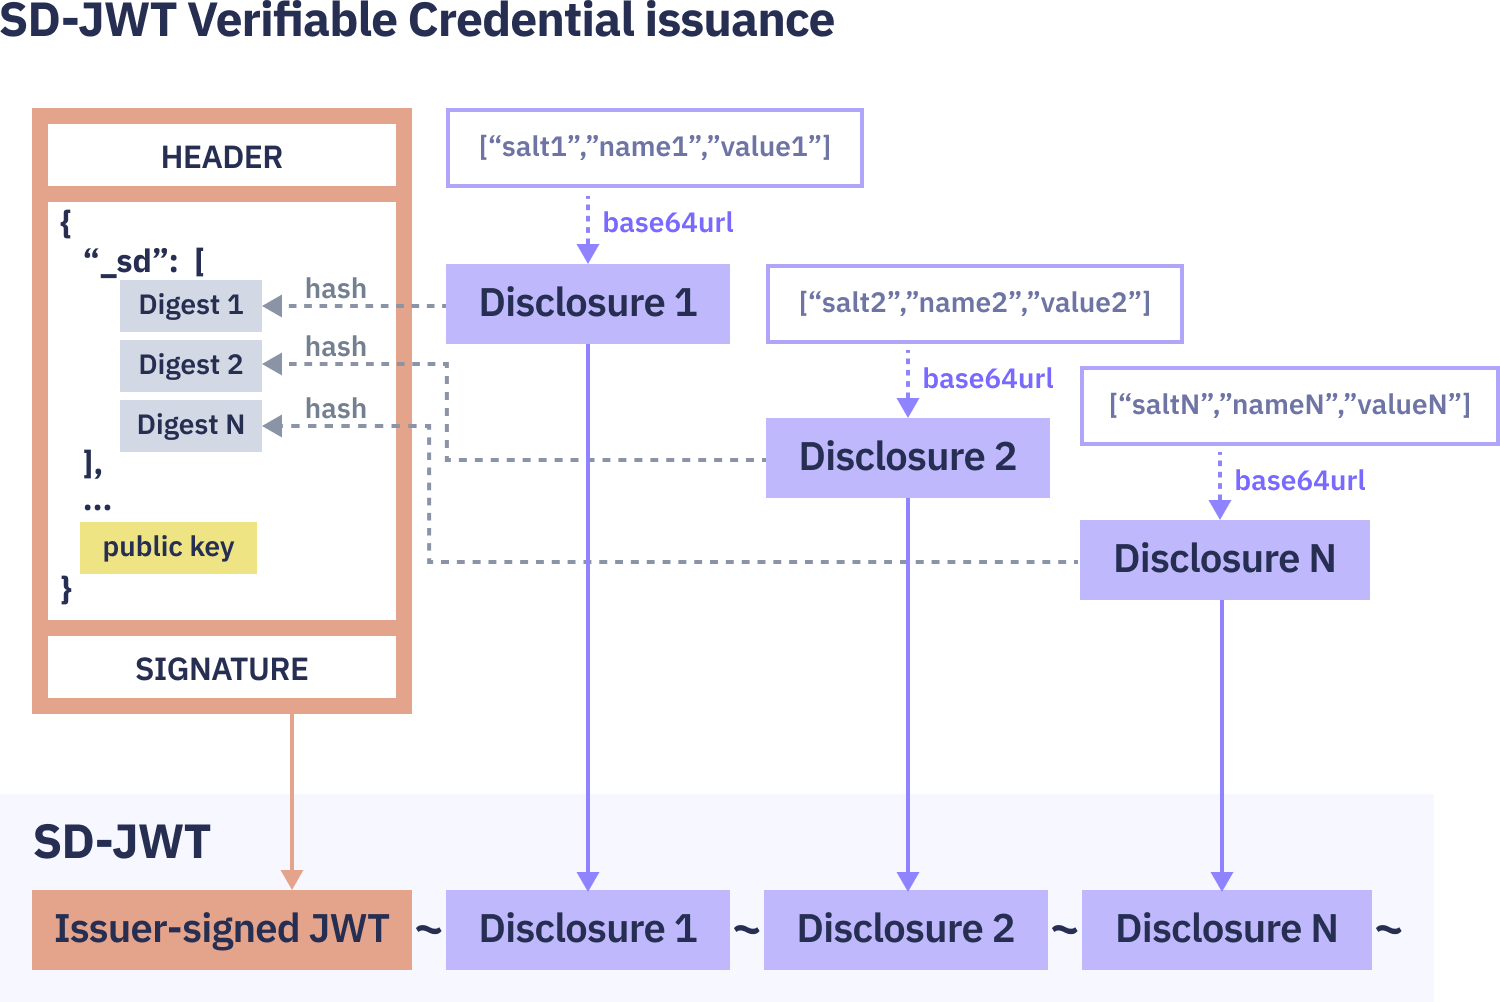 SD-JWT Verifiable Credential issuance
HEADER
{
“_sd”: [
Digest 1
Digest 2
Digest N
],
...
public key
}
SIGNATURE
hash
hash
hash
[“salt1”,”name1”,”value1”]
base64url
Disclosure 1
[“salt2”,”name2”,”value2”]
base64url
Disclosure 2
[“saltN”,”nameN”,”valueN”]
base64url
Disclosure N
SD-JWT
Issuer-signed JWT ~ Disclosure 1 ~ Disclosure 2 ~ Disclosure N ~